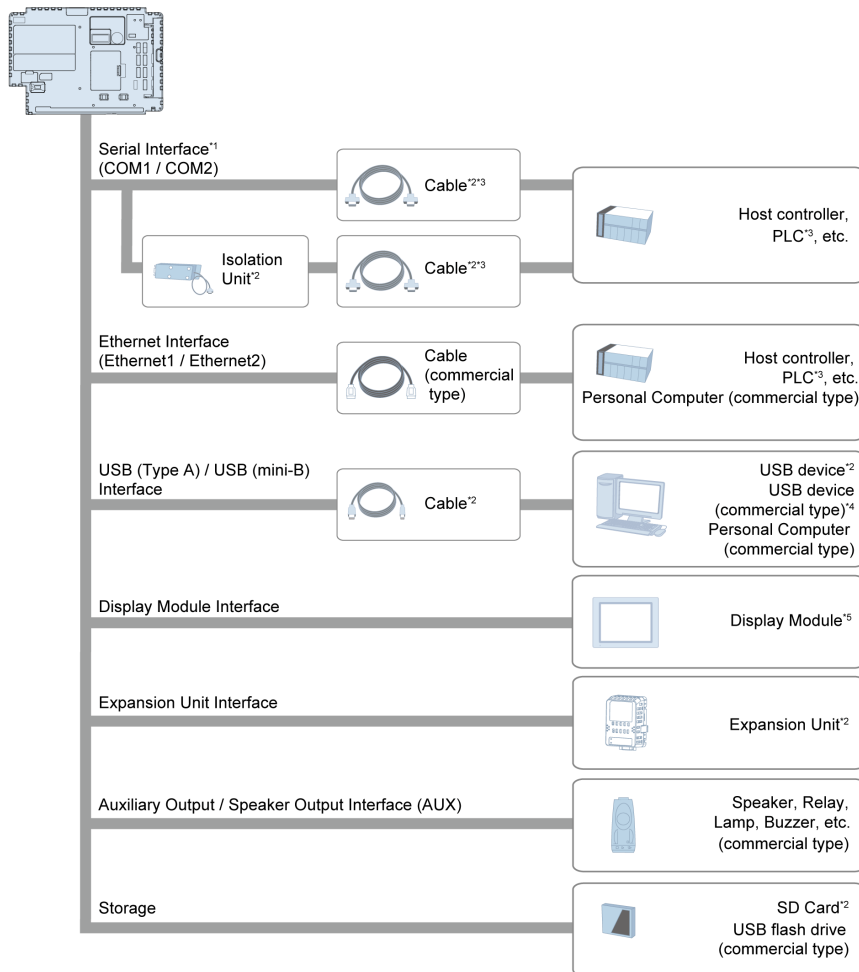 Serial Interface*1
(COM1 / COM2)
Cable*2*3
Host controller,
PLC*3, etc.
Isolation
Unit*2
Cable*2*3
Ethernet Interface
(Ethernet1 / Ethernet2)
Cable
(commercial
type)
Host controller,
PLC*3, etc.
Personal Computer (commercial type)
USB (Type A) / USB (mini-B)
Interface
Cable*2
USB device*2
USB device
(commercial type)*4
Personal Computer
(commercial type)
Display Module Interface
Display Module*5
Expansion Unit Interface
Expansion Unit*2
Auxiliary Output / Speaker Output Interface (AUX)
Speaker, Relay,
Lamp, Buzzer, etc.
(commercial type)
Storage
SD Card*2
USB flash drive
(commercial type)